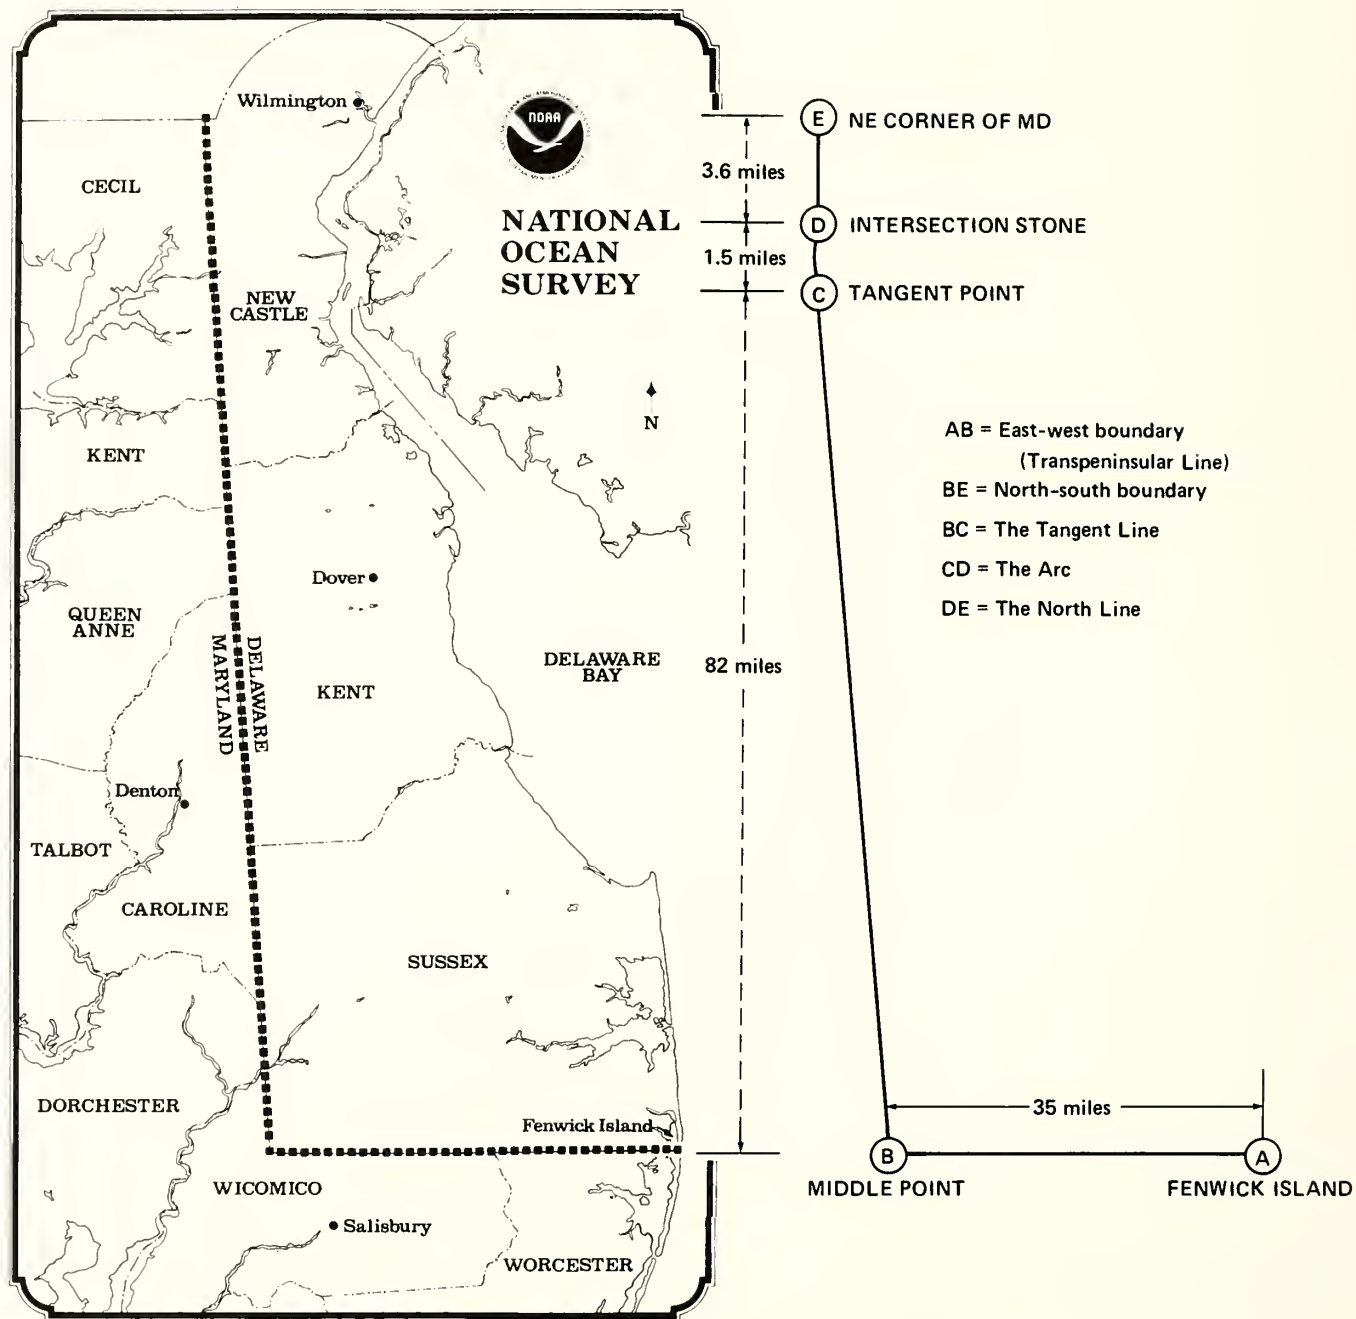 Wilmington
CECIL
NOAA
NATIONAL
OCEAN
SURVEY
NEW
CASTLE
N
KENT
Dover
QUEEN
ANNE
MARYLAND
DELAWARE
KENT
DELAWARE
BAY
Denton
TALBOT
CAROLINE
SUSSEX
DORCHESTER
Fenwick Island
WICOMICO
Salisbury
WORCESTER
3.6 miles
1.5 miles
82 miles
E NE CORNER OF MD
D INTERSECTION STONE
C TANGENT POINT
AB = East-west boundary
(Transpeninsular Line)
BE = North-south boundary
BC = The Tangent Line
CD = The Arc
DE = The North Line
35 miles
B
A
MIDDLE POINT
FENWICK ISLAND